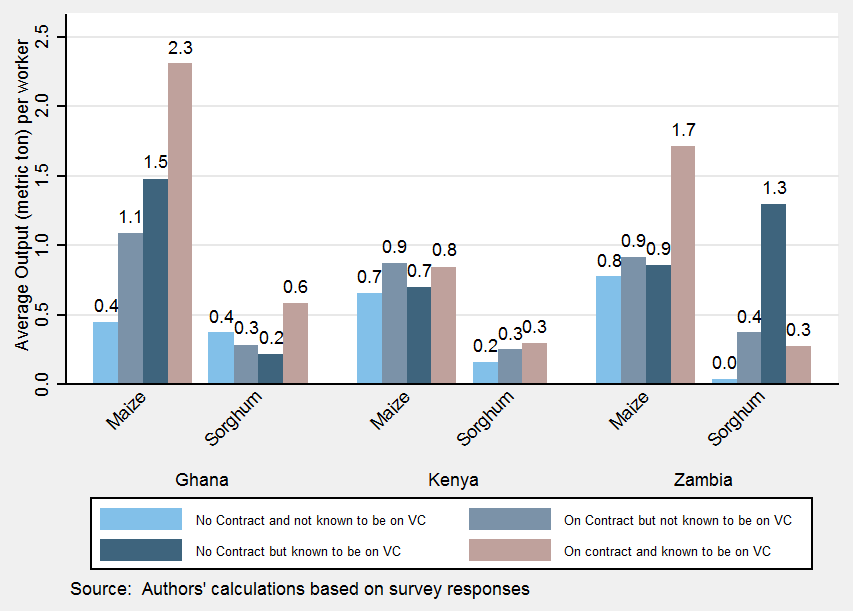 Average Output (metric ton) per worker
2.5
2.0
1.5
1.0
0.5
0.0
0.4
1.1
1.5
2.3
0.4
0.3
0.2
0.6
0.7
0.9
0.7
0.8
0.2
0.3
0.3
0.8
0.9
0.9
1.7
0.0
0.4
1.3
0.3
Maize
Sorghum
Maize
Sorghum
Maize
Sorghum
Ghana
Kenya
Zambia
No Contract and not known to be on VC
On Contract but not known to be on VC
No Contract but known to be on VC
On contract and known to be on VC
Source:  Authors' calculations based on survey responses